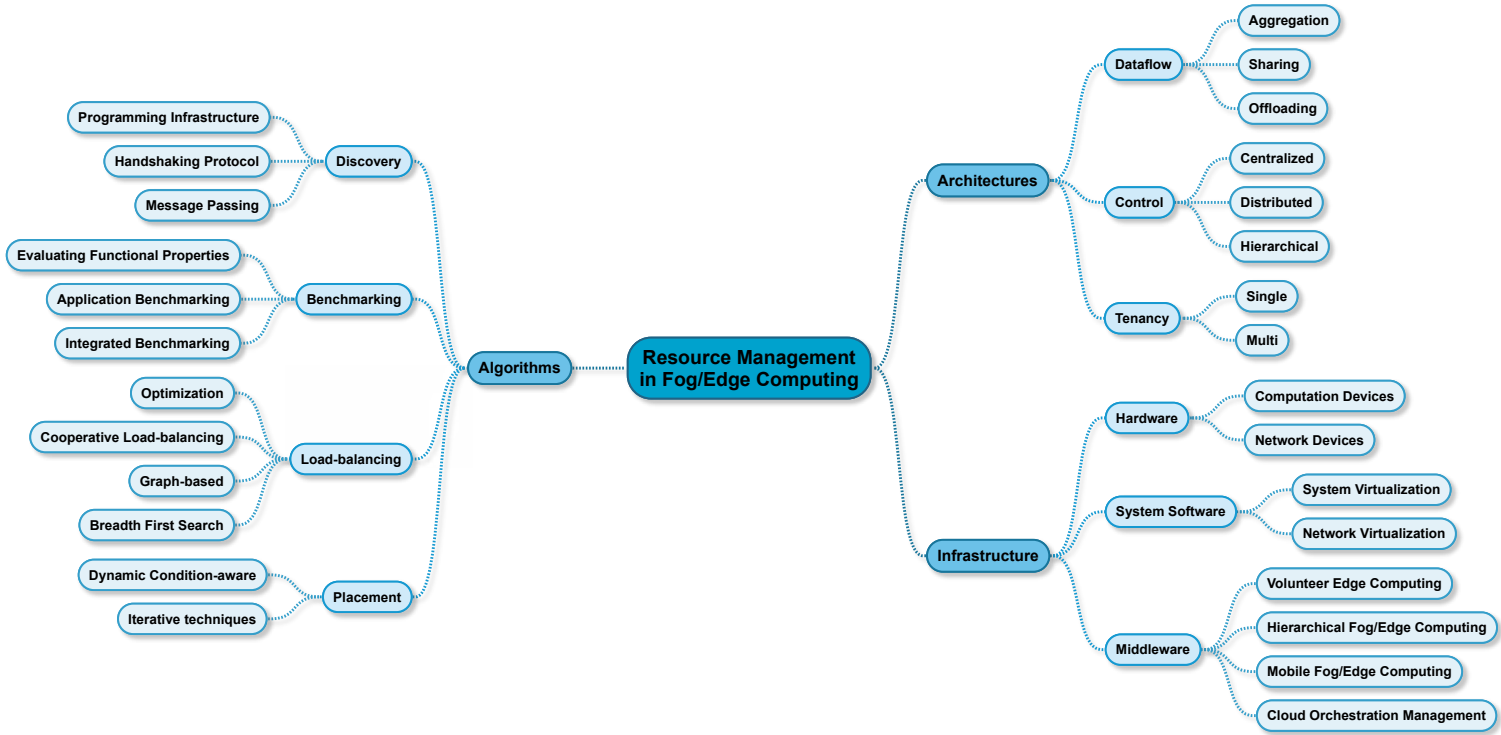 Resource Management
in Fog/Edge Computing
Algorithms
Discovery
Programming Infrastructure
Handshaking Protocol
Message Passing
Benchmarking
Evaluating Functional Properties
Application Benchmarking
Integrated Benchmarking
Load-balancing
Optimization
Cooperative Load-balancing
Graph-based
Breadth First Search
Placement
Dynamic Condition-aware
Iterative techniques
Architectures
Dataflow
Aggregation
Sharing
Offloading
Control
Centralized
Distributed
Hierarchical
Tenancy
Single
Multi
Infrastructure
Hardware
Computation Devices
Network Devices
System Software
System Virtualization
Network Virtualization
Middleware
Volunteer Edge Computing
Hierarchical Fog/Edge Computing
Mobile Fog/Edge Computing
Cloud Orchestration Management